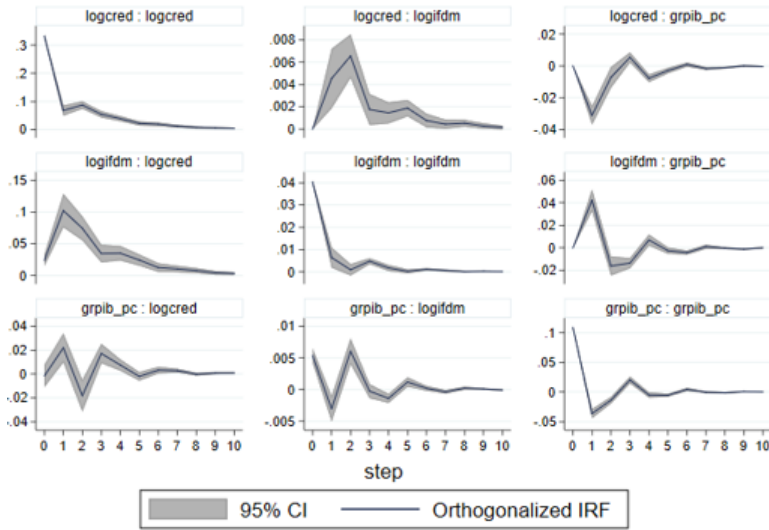 logcred : logcred
logcred : logifdm
logcred : grpib_pc
.3
.2
.1
0
.008
.006
.004
.002
0
.02
0
-.02
-.04
logifdm : logcred
logifdm : logifdm
logifdm : grpib_pc
.15
.1
.05
0
.04
.03
.02
.01
0
.06
.04
.02
0
-.02
grpib_pc : logcred
grpib_pc : logifdm
grpib_pc : grpib_pc
.04
.02
0
-.02
-.04
.01
.005
0
-.005
.1
.05
0
-.05
0 1 2 3 4 5 6 7 8 9 10
0 1 2 3 4 5 6 7 8 9 10
0 1 2 3 4 5 6 7 8 9 10
step
95% CI
Orthogonalized IRF